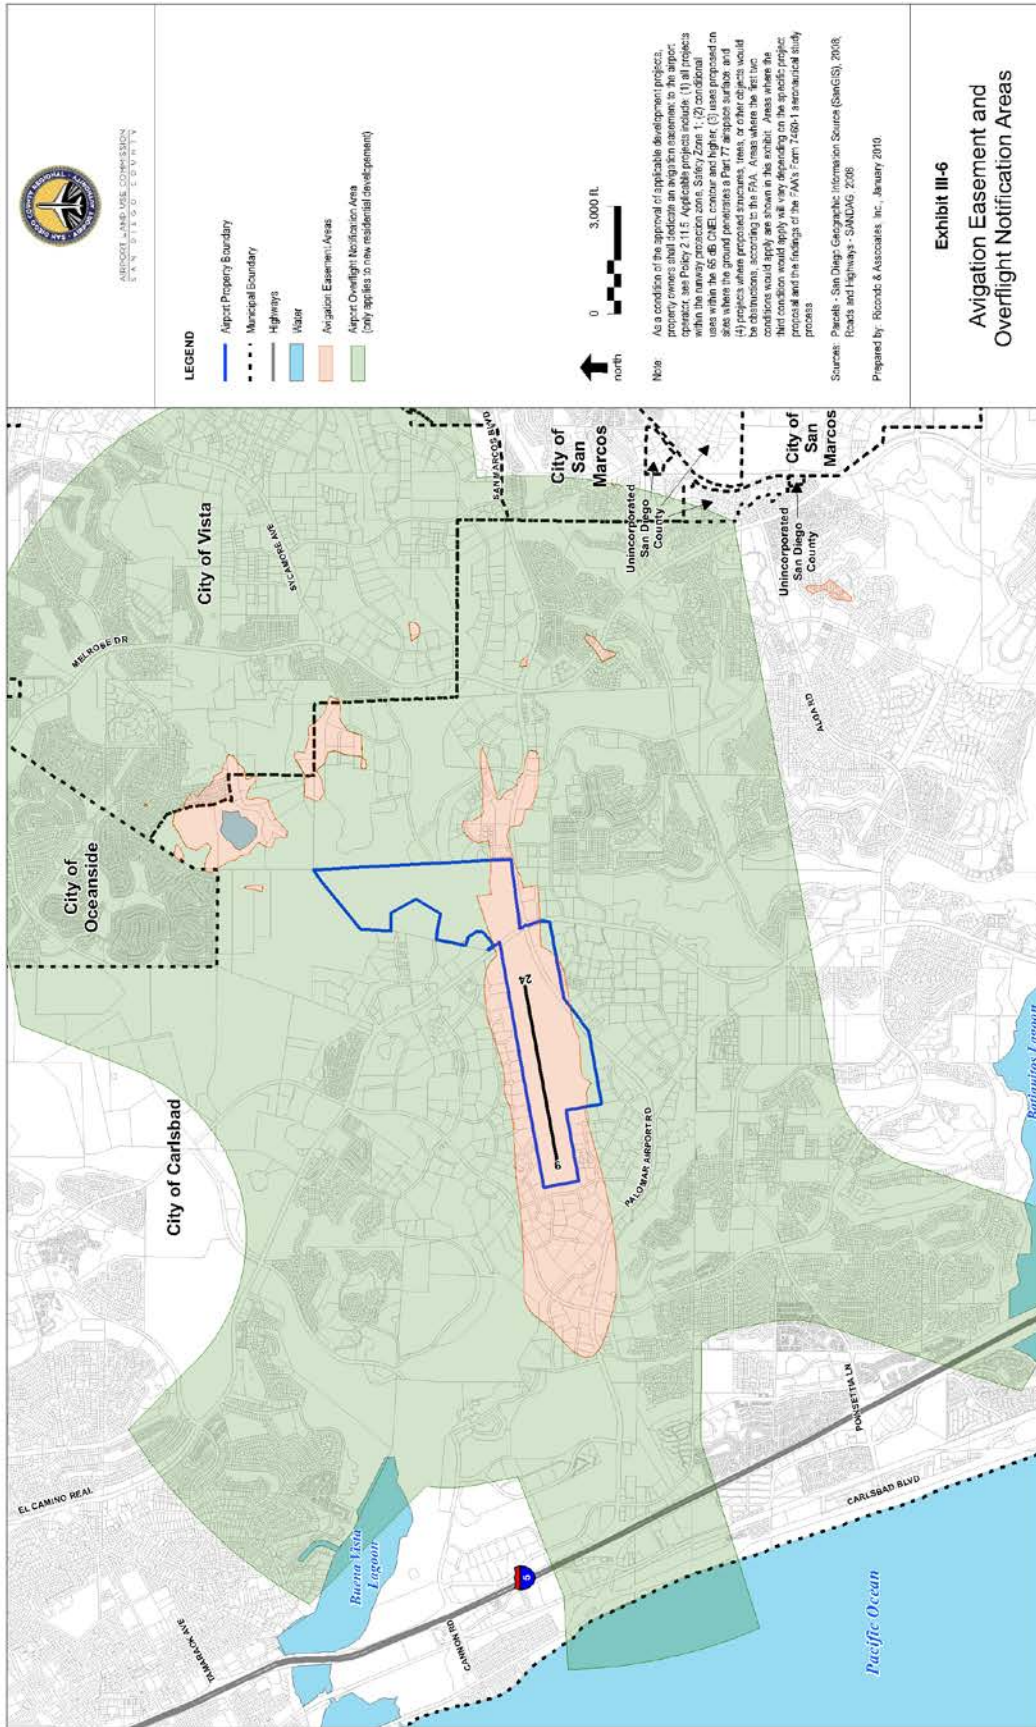 SAN DIEGO COUNTY REGIONAL AIRPORT AUTHORITY
AIRPORT LAND USE COMMISSION
SAN DIEGO COUNTY
LEGEND
Airport Property Boundary
Municipal Boundary
Highways
Water
Avigation Easement Areas
Airport Overflight Notification Area
(only applies to new residential developement)
0 3,000 ft.
north
Note: As a condition of the approval of applicable development projects,
property owners shall dedicate an avigation easement to the airport
operator, see Policy 2.11.5. Applicable projects include: (1) all projects
within the runway protection zone, Safety Zone 1; (2) conditional
uses within the 65 dB CNEL contour and higher; (3) uses proposed on
sites where the ground penetrates a Part 77 airspace surface; and
(4) projects where proposed structures, trees, or other objects would
be obstructions, according to the FAA. Areas where the first two
conditions would apply are shown in this exhibit. Areas where the
third condition would apply will vary depending on the specific project
proposal and the findings of the FAA's Form 7460-1 aeronautical study
process.
Sources: Parcels - San Diego Geographic Information Source (SanGIS), 2008;
Roads and Highways - SANDAG, 2008
Prepared by: Ricondo & Associates, Inc., January 2010.
Exhibit III-6
Avigation Easement and
Overflight Notification Areas
City of Oceanside
City of Vista
City of Carlsbad
City of San Marcos
City of San Marcos
Unincorporated San Diego County
Unincorporated San Diego County
MELROSE DR
SYCAMORE AVE
SAN MARCOS BLVD
EL CAMINO REAL
TAMARACK AVE
CANNON RD
PALOMAR AIRPORT RD
POINSETTIA LN
CARLSBAD BLVD
ALGA RD
Buena Vista Lagoon
Batiquitos Lagoon
Pacific Ocean
5
6
24